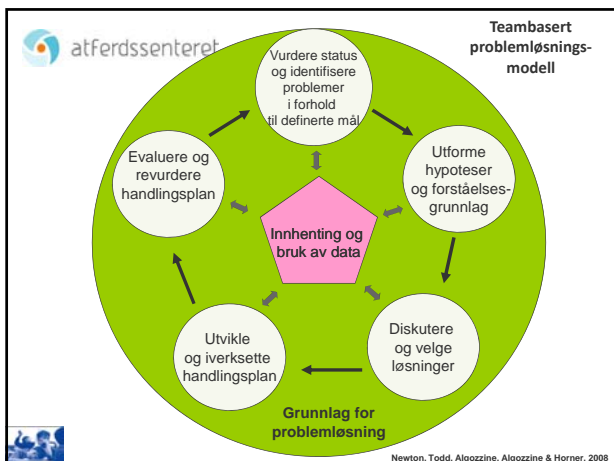 atferdssenteret
Teambasert
problemløsnings-
modell
Vurdere status
og identifisere
problemer
i forhold
til definerte mål
Utforme
hypoteser
og forståelses-
grunnlag
Diskutere
og velge
løsninger
Utvikle
og iverksette
handlingsplan
Evaluere og
revurdere
handlingsplan
Innhenting og
bruk av data
Grunnlag for
problemløsning
Newton, Todd, Algozzine, Algozzine & Horner, 2008